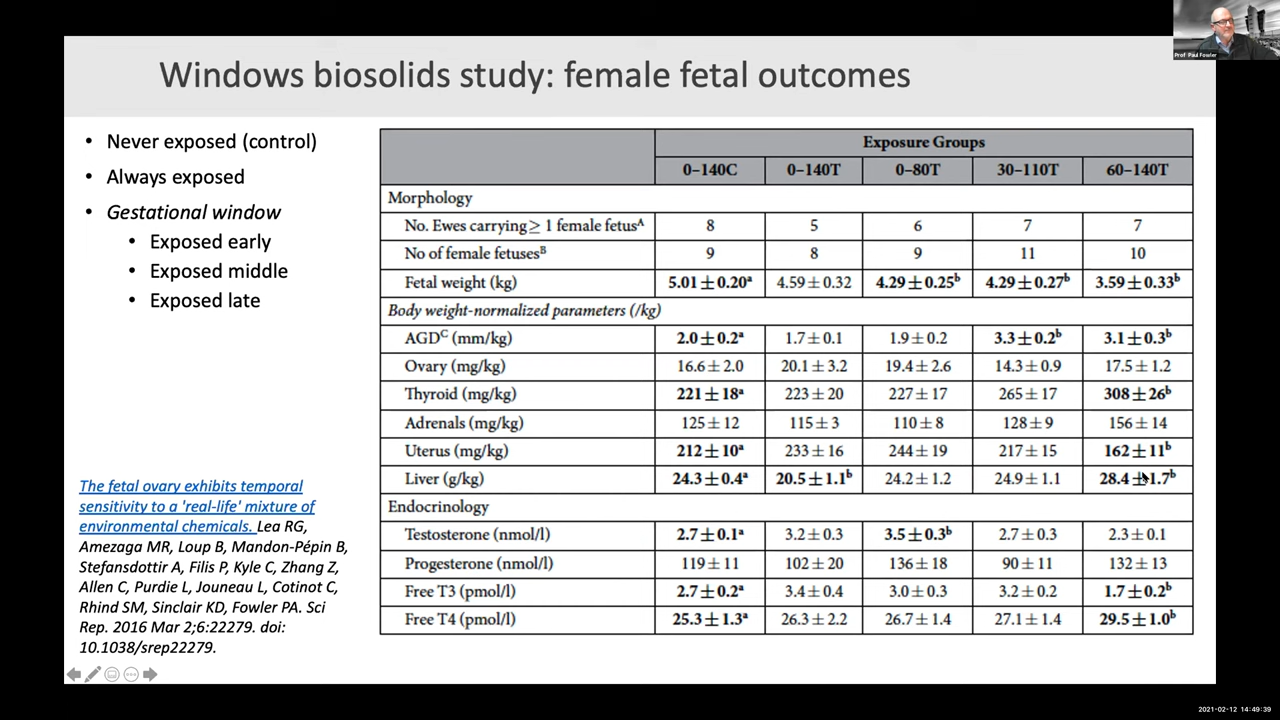 Prof. Paul Fowler
Windows biosolids study: female fetal outcomes
• Never exposed (control)
• Always exposed
• Gestational window
• Exposed early
• Exposed middle
• Exposed late
The fetal ovary exhibits temporal
sensitivity to a 'real-life' mixture of
environmental chemicals. Lea RG,
Amezaga MR, Loup B, Mandon-Pépin B,
Stefansdottir A, Filis P, Kyle C, Zhang Z,
Allen C, Purdie L, Jouneau L, Cotinot C,
Rhind SM, Sinclair KD, Fowler PA. Sci
Rep. 2016 Mar 2;6:22279. doi:
10.1038/srep22279.
Exposure Groups
0–140C 0–140T 0–80T 30–110T 60–140T
Morphology
No. Ewes carrying ≥ 1 female fetusᴬ 8 5 6 7 7
No of female fetusesᴮ 9 8 9 11 10
Fetal weight (kg) 5.01 ± 0.20ᵃ 4.59 ± 0.32 4.29 ± 0.25ᵇ 4.29 ± 0.27ᵇ 3.59 ± 0.33ᵇ
Body weight-normalized parameters (/kg)
AGDᶜ (mm/kg) 2.0 ± 0.2ᵃ 1.7 ± 0.1 1.9 ± 0.2 3.3 ± 0.2ᵇ 3.1 ± 0.3ᵇ
Ovary (mg/kg) 16.6 ± 2.0 20.1 ± 3.2 19.4 ± 2.6 14.3 ± 0.9 17.5 ± 1.2
Thyroid (mg/kg) 221 ± 18ᵃ 223 ± 20 227 ± 17 265 ± 17 308 ± 26ᵇ
Adrenals (mg/kg) 125 ± 12 115 ± 3 110 ± 8 128 ± 9 156 ± 14
Uterus (mg/kg) 212 ± 10ᵃ 233 ± 16 244 ± 19 217 ± 15 162 ± 11ᵇ
Liver (g/kg) 24.3 ± 0.4ᵃ 20.5 ± 1.1ᵇ 24.2 ± 1.2 24.9 ± 1.1 28.4 ± 1.7ᵇ
Endocrinology
Testosterone (nmol/l) 2.7 ± 0.1ᵃ 3.2 ± 0.3 3.5 ± 0.3ᵇ 2.7 ± 0.3 2.3 ± 0.1
Progesterone (nmol/l) 119 ± 11 102 ± 20 136 ± 18 90 ± 11 132 ± 13
Free T3 (pmol/l) 2.7 ± 0.2ᵃ 3.4 ± 0.4 3.0 ± 0.3 3.2 ± 0.2 1.7 ± 0.2ᵇ
Free T4 (pmol/l) 25.3 ± 1.3ᵃ 26.3 ± 2.2 26.7 ± 1.4 27.1 ± 1.4 29.5 ± 1.0ᵇ
2021-02-12 14:49:39